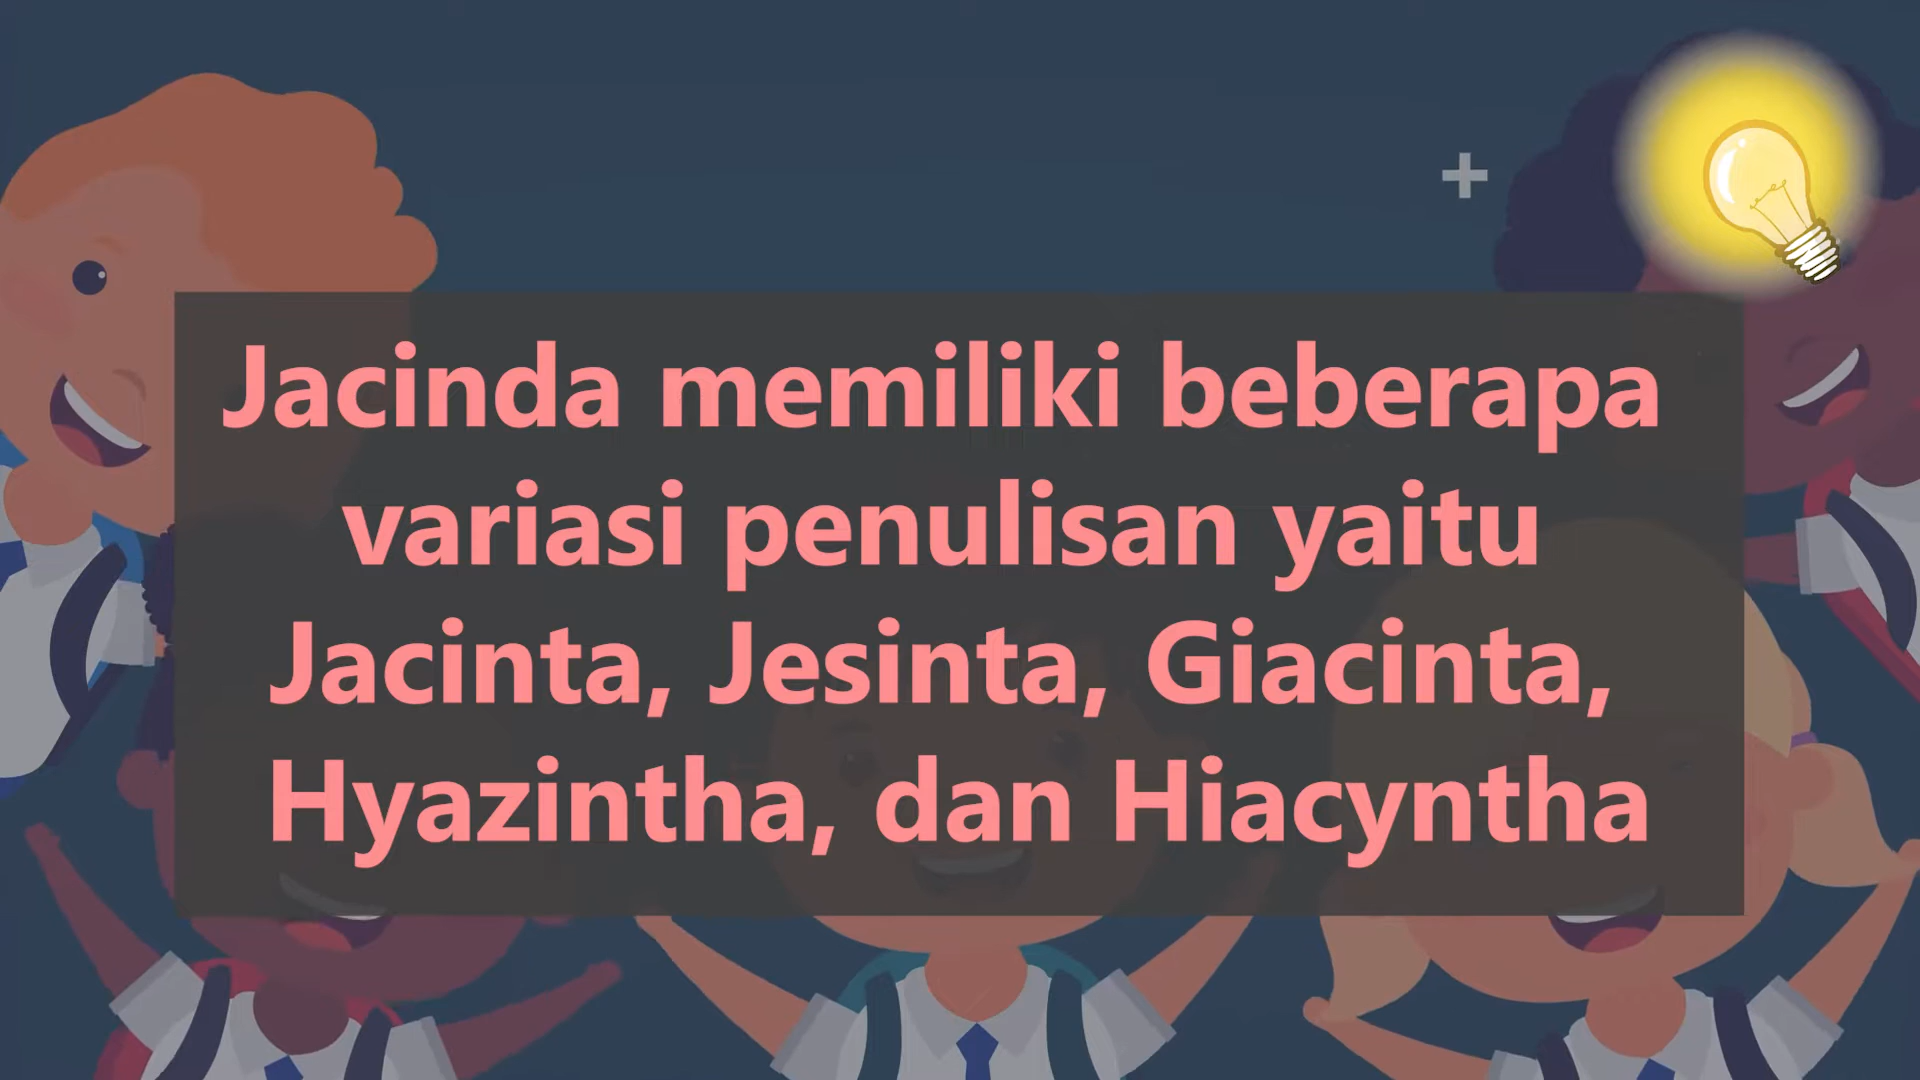 Jacinda memiliki beberapa
variasi penulisan yaitu
Jacinta, Jesinta, Giacinta,
Hyazintha, dan Hiacyntha